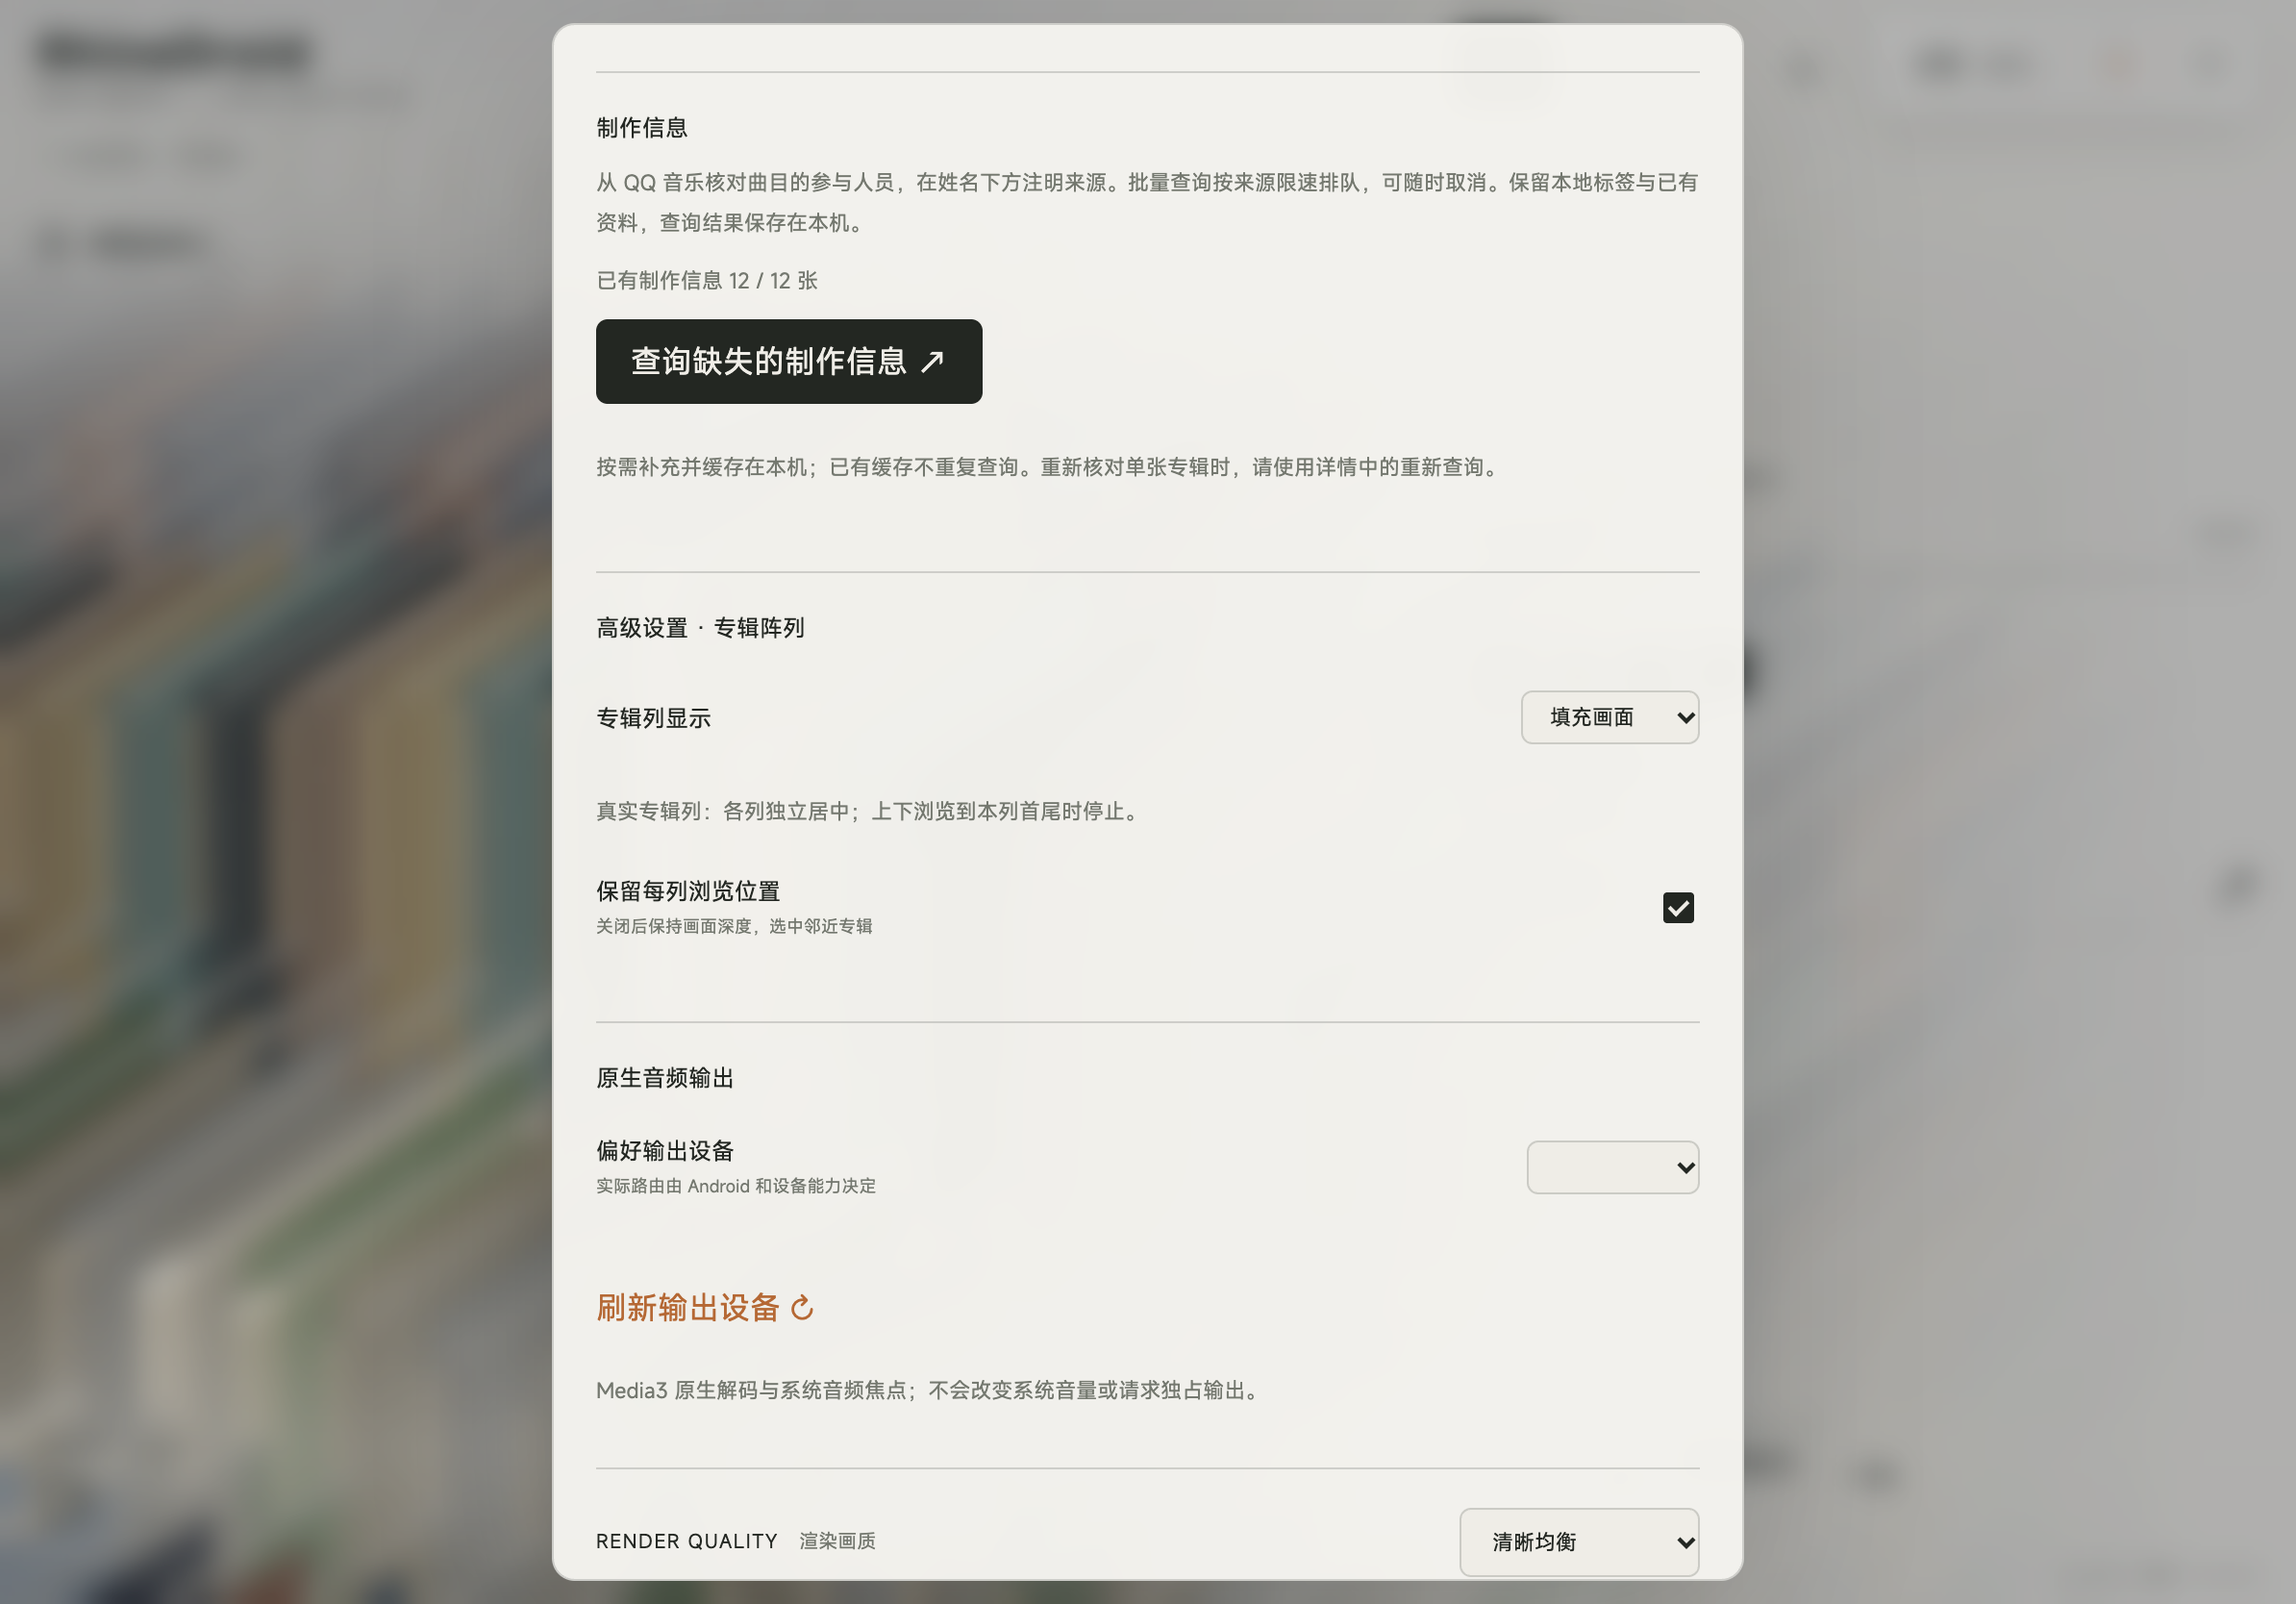 制作信息
从 QQ 音乐核对曲目的参与人员，在姓名下方注明来源。批量查询按来源限速排队，可随时取消。保留本地标签与已有
资料，查询结果保存在本机。
已有制作信息 12 / 12 张
查询缺失的制作信息 ↗
按需补充并缓存在本机；已有缓存不重复查询。重新核对单张专辑时，请使用详情中的重新查询。
高级设置 · 专辑阵列
专辑列显示 填充画面
真实专辑列：各列独立居中；上下浏览到本列首尾时停止。
保留每列浏览位置
关闭后保持画面深度，选中邻近专辑
原生音频输出
偏好输出设备
实际路由由 Android 和设备能力决定
刷新输出设备 ↻
Media3 原生解码与系统音频焦点；不会改变系统音量或请求独占输出。
RENDER QUALITY 渲染画质 清晰均衡